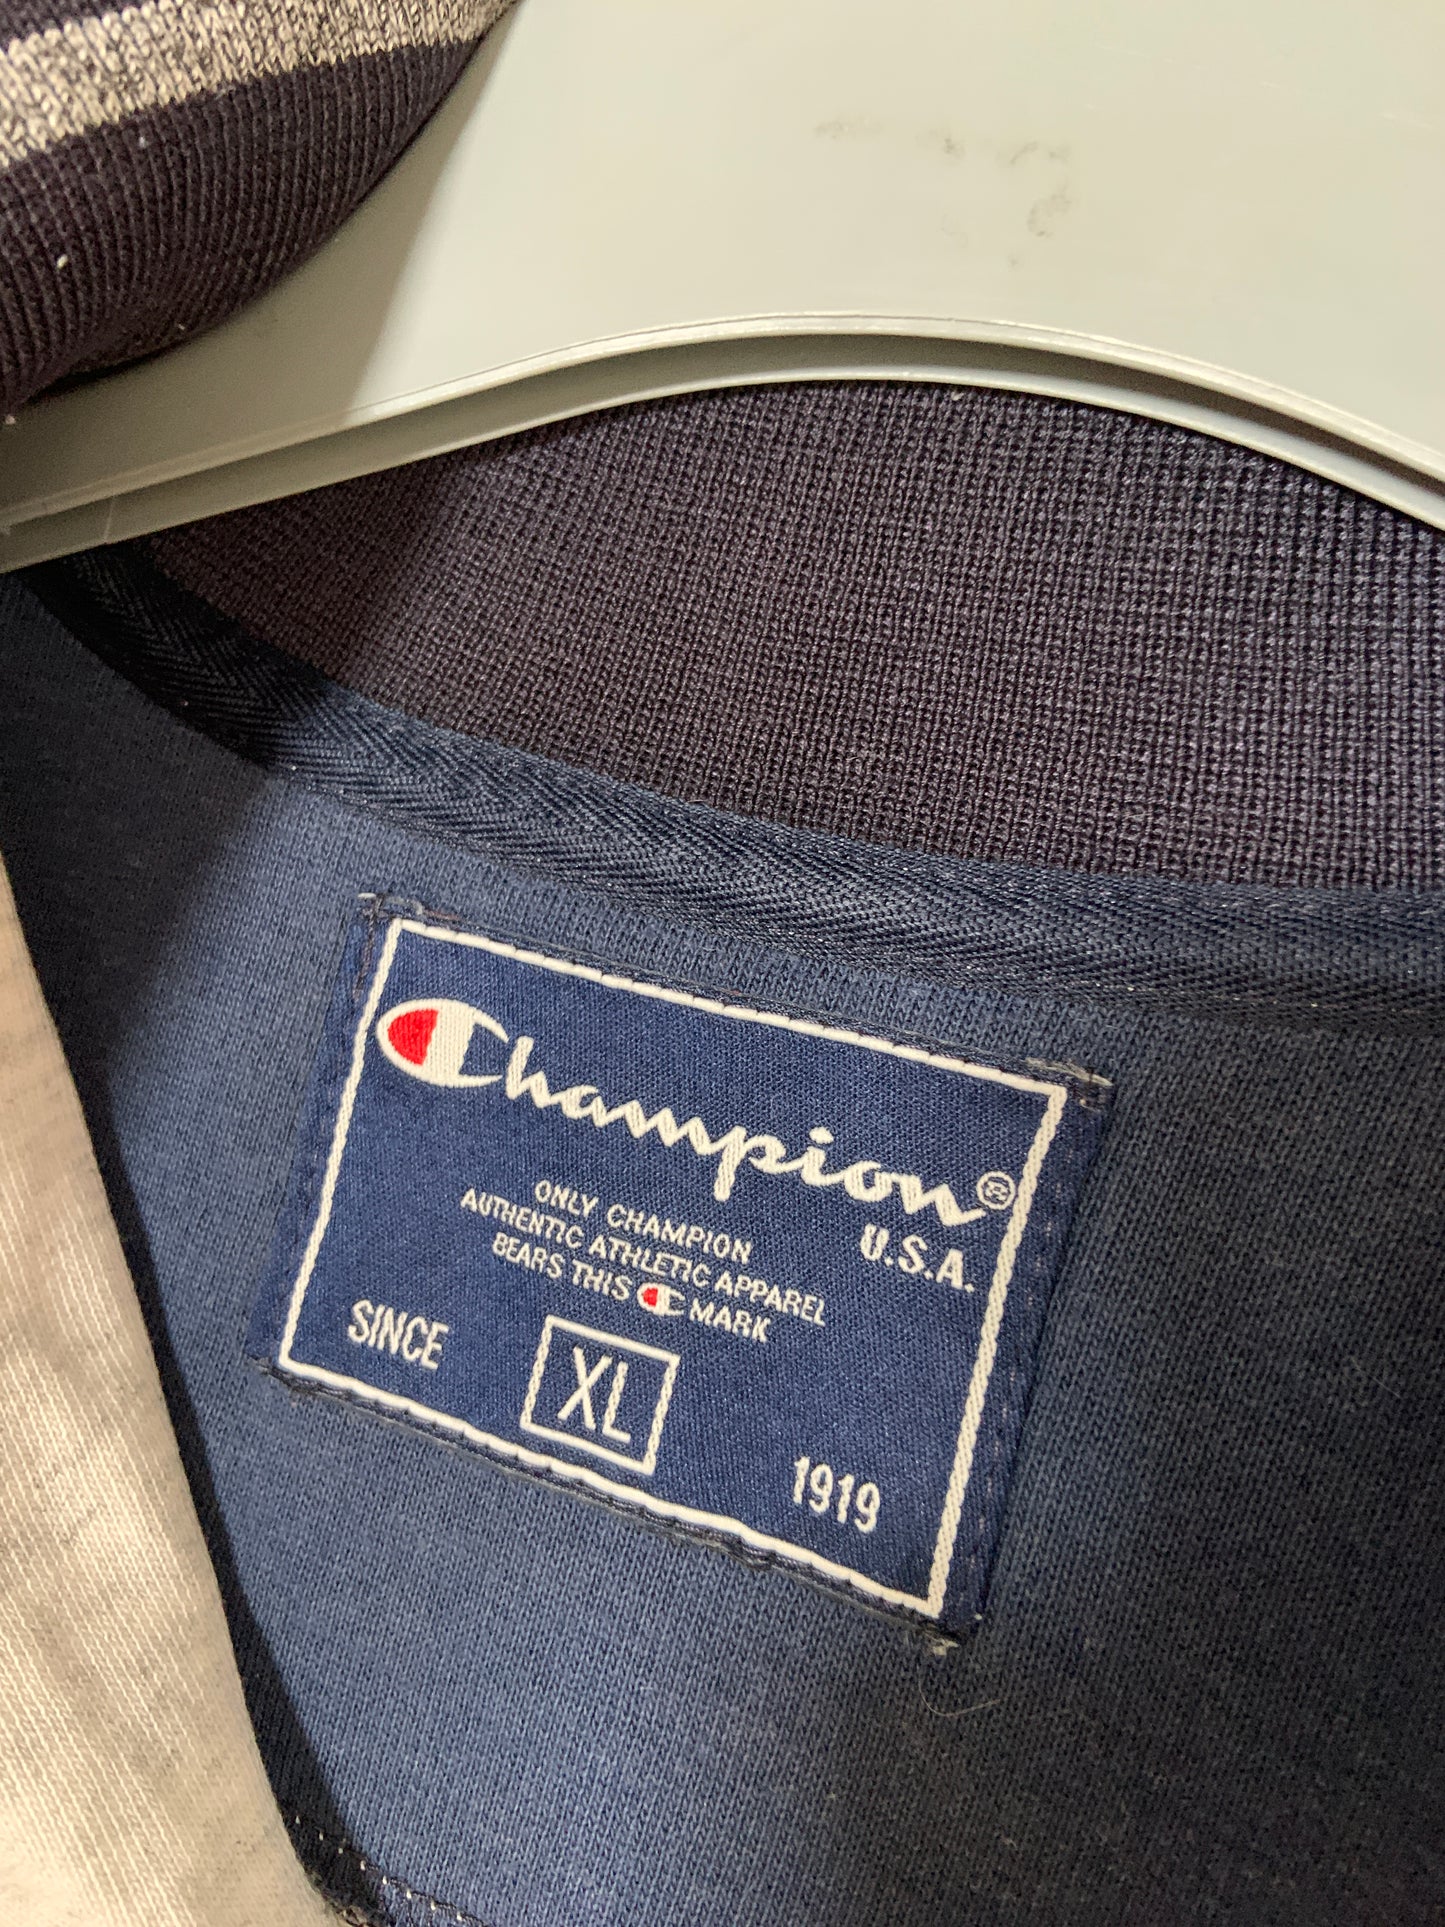 Champion®
U.S.A.
ONLY CHAMPION
AUTHENTIC ATHLETIC APPAREL
BEARS THIS C MARK
SINCE XL 1919